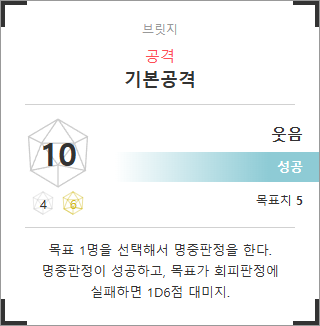 브릿지
공격
기본공격
10
4
6
웃음
성공
목표치 5
목표 1명을 선택해서 명중판정을 한다.
명중판정이 성공하고, 목표가 회피판정에
실패하면 1D6점 대미지.